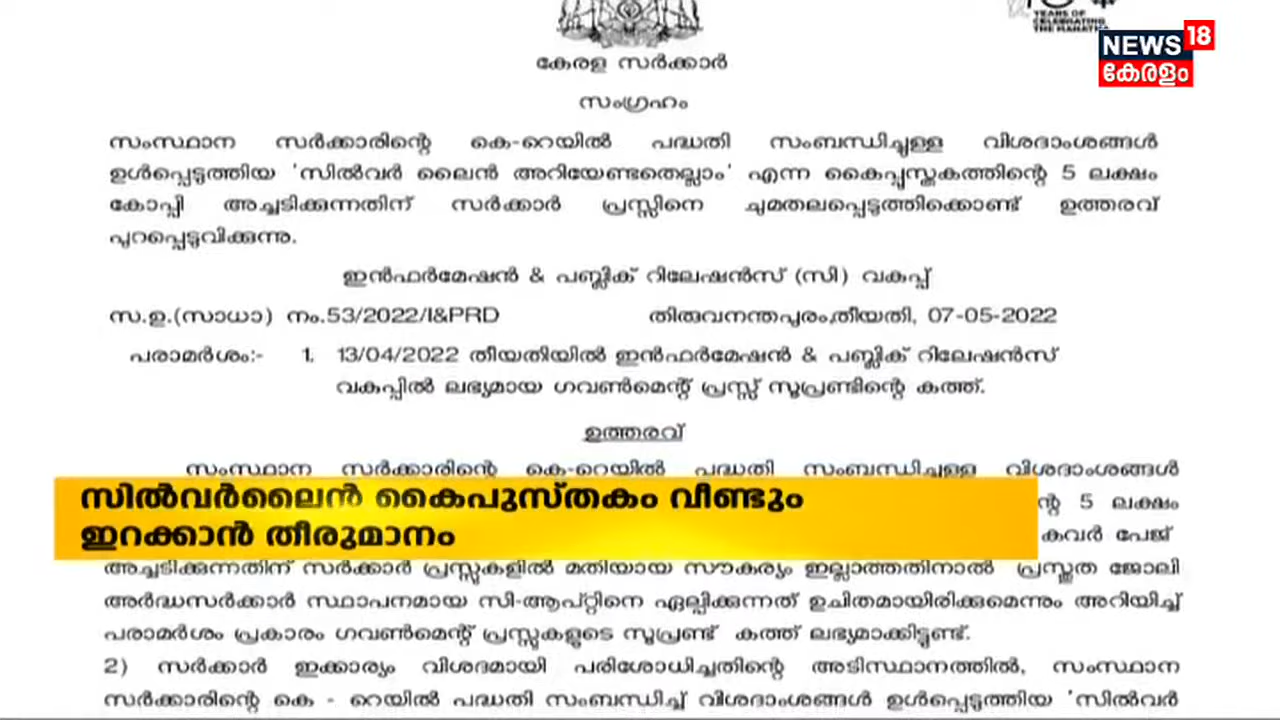 YEARS OF
CELEBRATING
THE MAHATMA
NEWS 18
കേരളം
കേരള സർക്കാർ
സംഗ്രഹം
സംസ്ഥാന സർക്കാരിന്റെ കെ-റെയിൽ പദ്ധതി സംബന്ധിച്ചുള്ള വിശദാംശങ്ങൾ
ഉൾപ്പെടുത്തിയ 'സിൽവർ ലൈൻ അറിയേണ്ടതെല്ലാം' എന്ന കൈപ്പുസ്തകത്തിന്റെ 5 ലക്ഷം
കോപ്പി അച്ചടിക്കുന്നതിന് സർക്കാർ പ്രസ്സിനെ ചുമതലപ്പെടുത്തിക്കൊണ്ട് ഉത്തരവ്
പുറപ്പെടുവിക്കുന്നു.
ഇൻഫർമേഷൻ & പബ്ലിക് റിലേഷൻസ് (സി) വകുപ്പ്
സ.ഉ.(സാധാ) നം.53/2022/I&PRD തിരുവനന്തപുരം,തീയതി, 07-05-2022
പരാമർശം:- 1. 13/04/2022 തീയതിയിൽ ഇൻഫർമേഷൻ & പബ്ലിക് റിലേഷൻസ്
വകുപ്പിൽ ലഭ്യമായ ഗവൺമെന്റ് പ്രസ്സ് സൂപ്രണ്ടിന്റെ കത്ത്.
ഉത്തരവ്
സംസ്ഥാന സർക്കാരിന്റെ കെ-റെയിൽ പദ്ധതി സംബന്ധിച്ചുള്ള വിശദാംശങ്ങൾ
5 ലക്ഷം
കവർ പേജ്
സിൽവർലൈൻ കൈപുസ്തകം വീണ്ടും
ഇറക്കാൻ തീരുമാനം
അച്ചടിക്കുന്നതിന് സർക്കാർ പ്രസ്സുകളിൽ മതിയായ സൗകര്യം ഇല്ലാത്തതിനാൽ പ്രസ്തുത ജോലി
അർദ്ധസർക്കാർ സ്ഥാപനമായ സി-ആപ്റ്റിനെ ഏല്പിക്കുന്നത് ഉചിതമായിരിക്കുമെന്നും അറിയിച്ച്
പരാമർശം പ്രകാരം ഗവൺമെന്റ് പ്രസ്സുകളുടെ സൂപ്രണ്ട് കത്ത് ലഭ്യമാക്കിട്ടുണ്ട്.
2) സർക്കാർ ഇക്കാര്യം വിശദമായി പരിശോധിച്ചതിന്റെ അടിസ്ഥാനത്തിൽ, സംസ്ഥാന
സർക്കാരിന്റെ കെ - റെയിൽ പദ്ധതി സംബന്ധിച്ച് വിശദാംശങ്ങൾ ഉൾപ്പെടുത്തിയ 'സിൽവർ